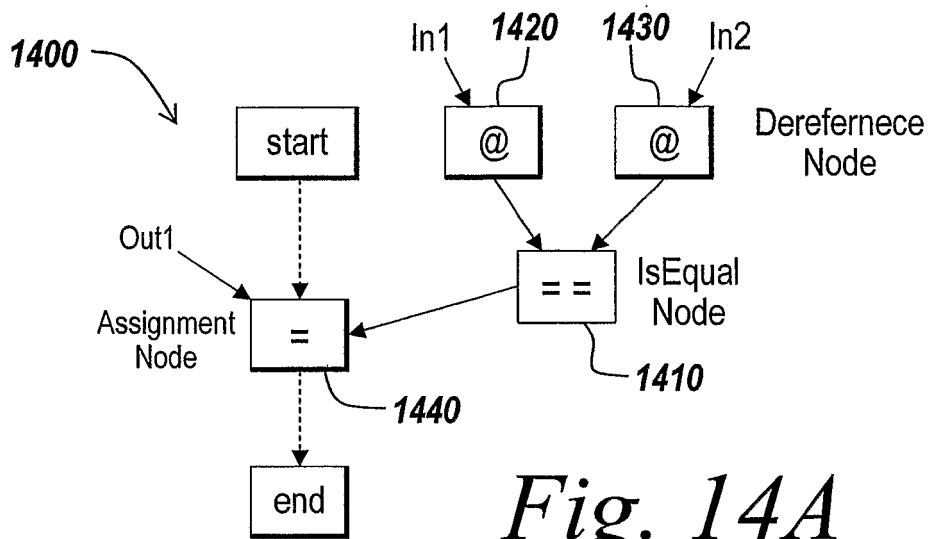 1400
In1
1420
1430
In2
start
@
@
Derefernece
Node
Out1
= =
IsEqual
Node
Assignment
Node
=
1410
1440
end
Fig. 14A